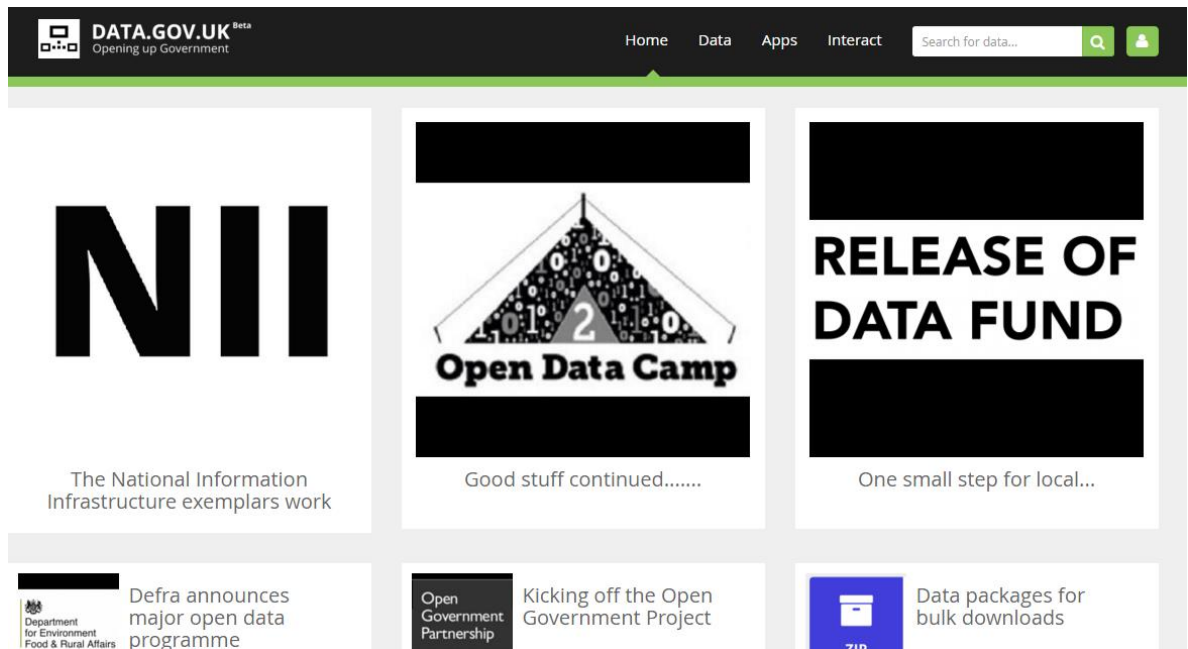 DATA.GOV.UK Beta
Opening up Government
Home Data Apps Interact Search for data...
NII
The National Information
Infrastructure exemplars work
2
Open Data Camp
Good stuff continued.......
RELEASE OF
DATA FUND
One small step for local...
Department
for Environment
Food & Rural Affairs
Defra announces
major open data
programme
Open
Government
Partnership
Kicking off the Open
Government Project
ZIP
Data packages for
bulk downloads